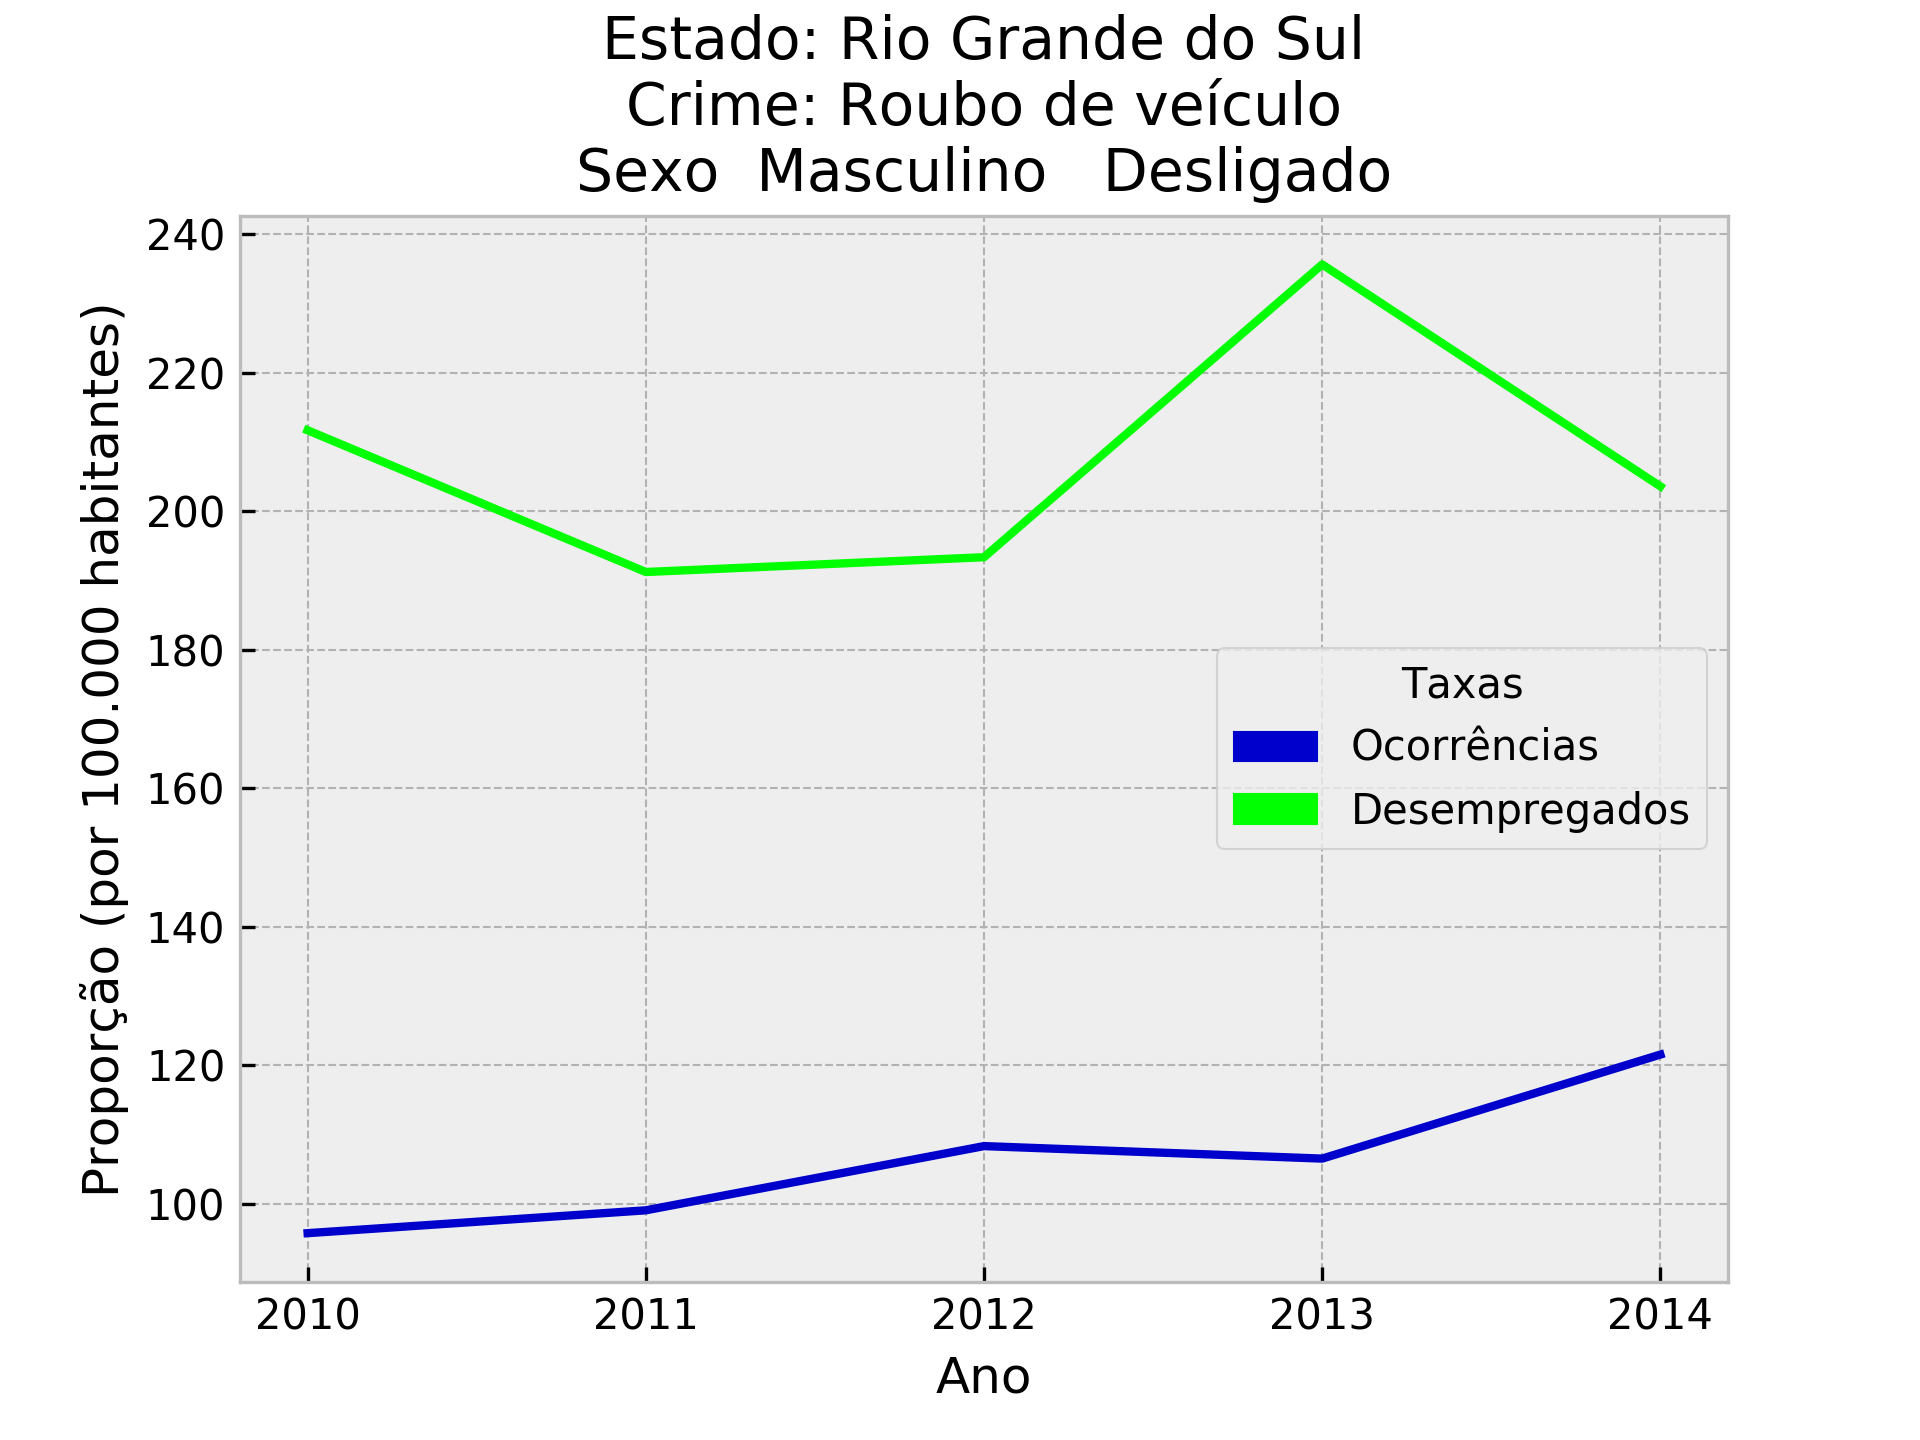 Estado: Rio Grande do Sul
Crime: Roubo de veículo
Sexo  Masculino   Desligado
Proporção (por 100.000 habitantes)
240
220
200
180
160
140
120
100
Taxas
Ocorrências
Desempregados
2010 2011 2012 2013 2014
Ano